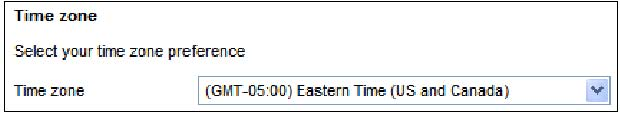 Time zone
Select your time zone preference
Time zone (GMT-05:00) Eastern Time (US and Canada)